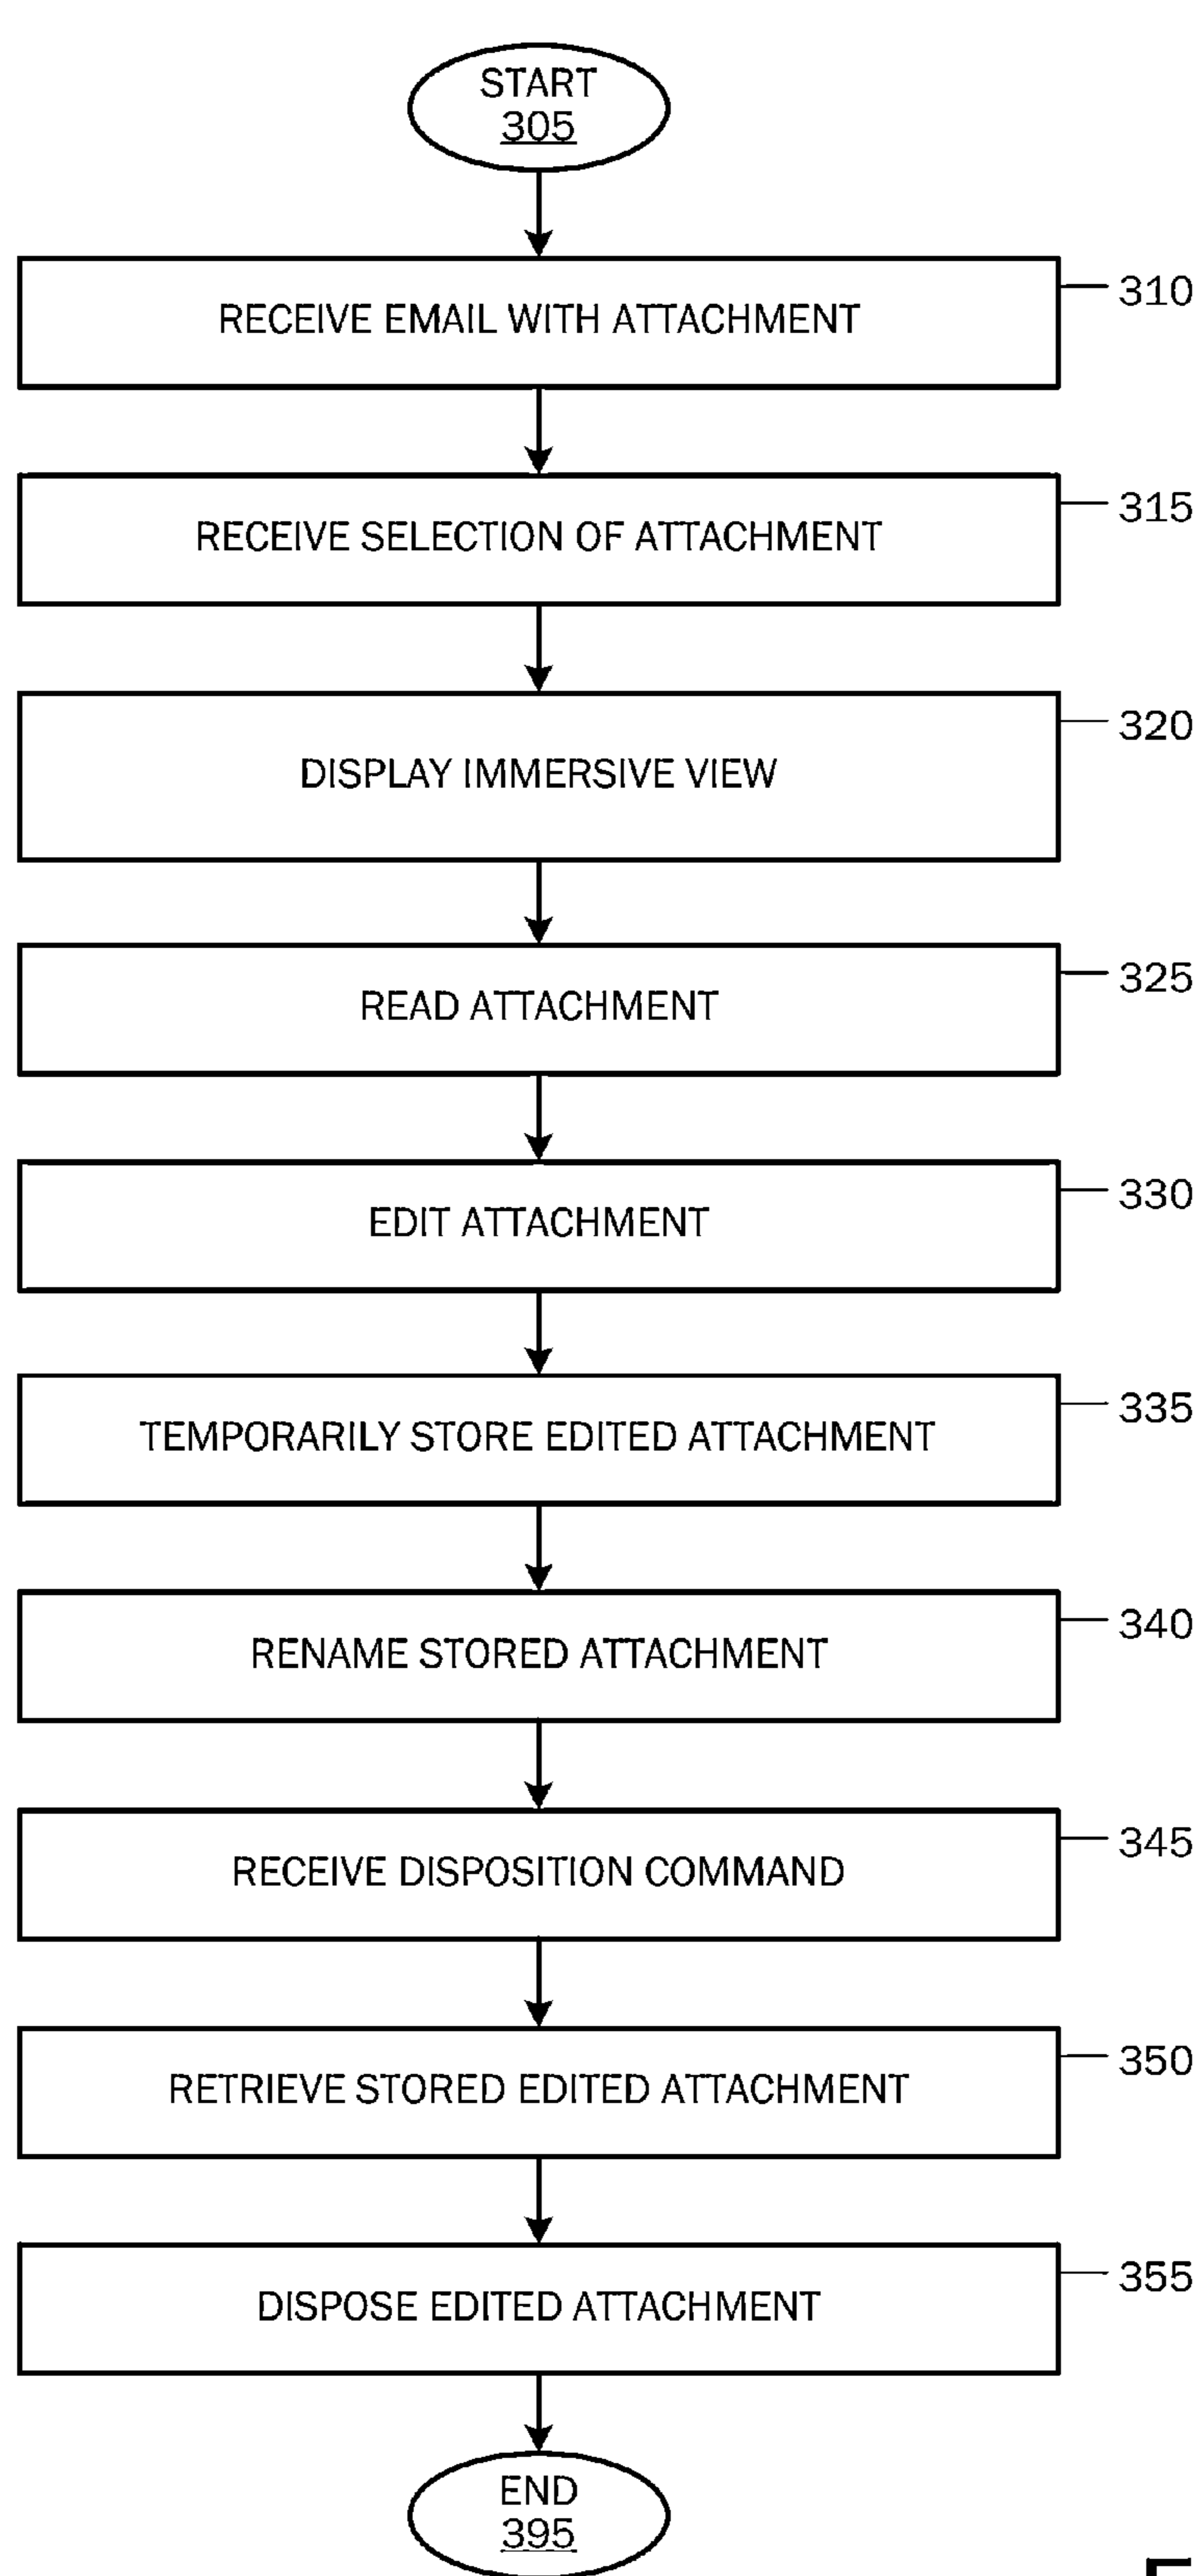 START
305
RECEIVE EMAIL WITH ATTACHMENT
310
RECEIVE SELECTION OF ATTACHMENT
315
DISPLAY IMMERSIVE VIEW
320
READ ATTACHMENT
325
EDIT ATTACHMENT
330
TEMPORARILY STORE EDITED ATTACHMENT
335
RENAME STORED ATTACHMENT
340
RECEIVE DISPOSITION COMMAND
345
RETRIEVE STORED EDITED ATTACHMENT
350
DISPOSE EDITED ATTACHMENT
355
END
395